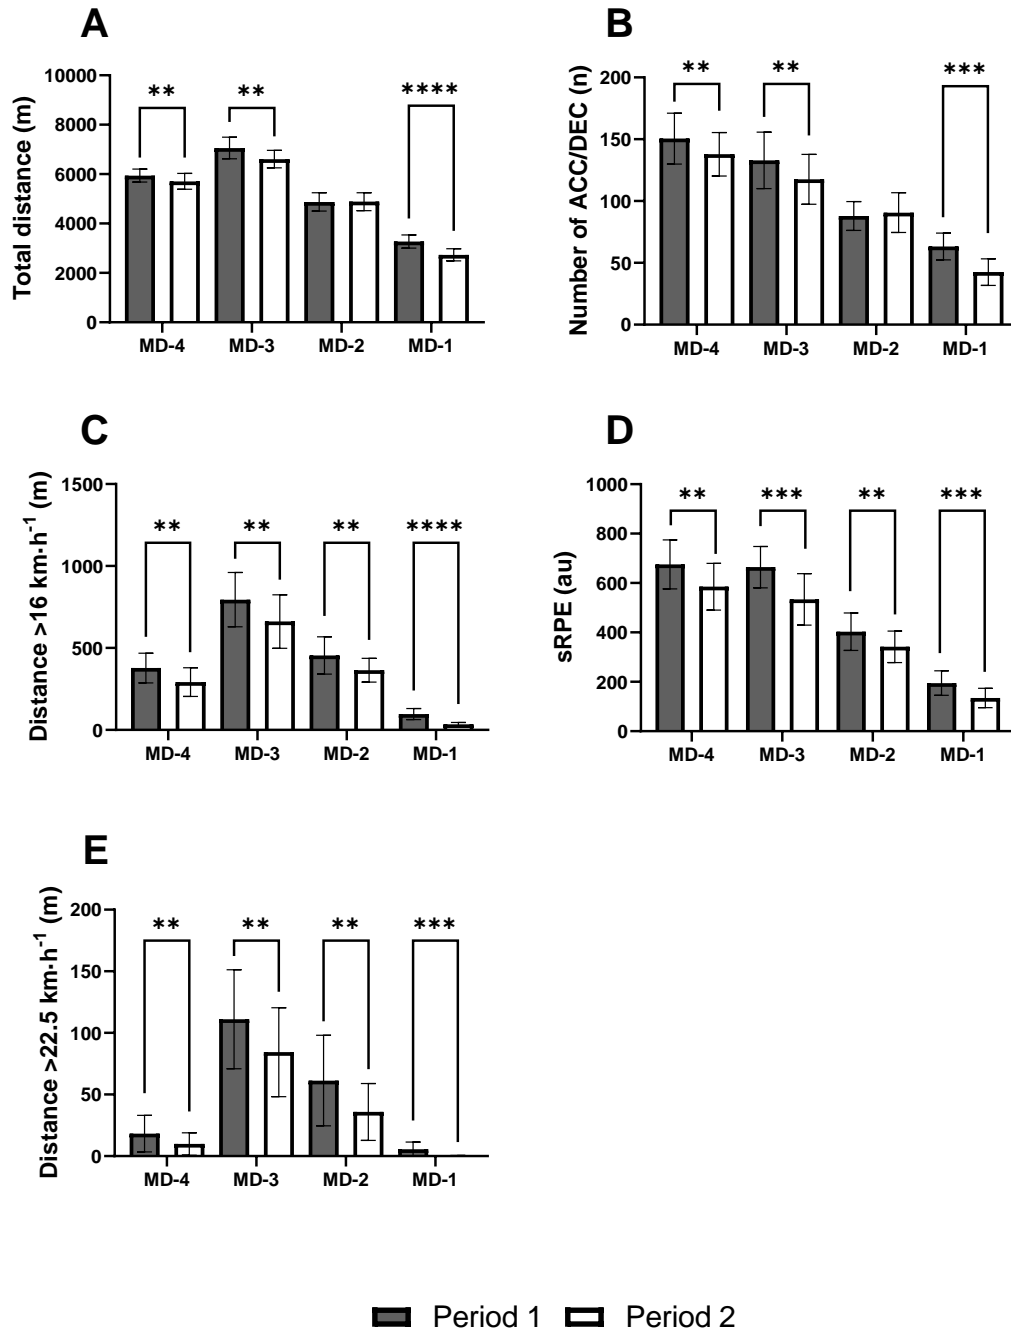 A
Total distance (m)
10000
8000
6000
4000
2000
0
** ** ****
MD-4 MD-3 MD-2 MD-1
B
Number of ACC/DEC (n)
200
150
100
50
0
** ** ***
MD-4 MD-3 MD-2 MD-1
C
Distance >16 km·h⁻¹ (m)
1500
1000
500
0
** ** ** ****
MD-4 MD-3 MD-2 MD-1
D
sRPE (au)
1000
800
600
400
200
0
** *** ** ***
MD-4 MD-3 MD-2 MD-1
E
Distance >22.5 km·h⁻¹ (m)
200
150
100
50
0
** ** ** ***
MD-4 MD-3 MD-2 MD-1
Period 1 Period 2